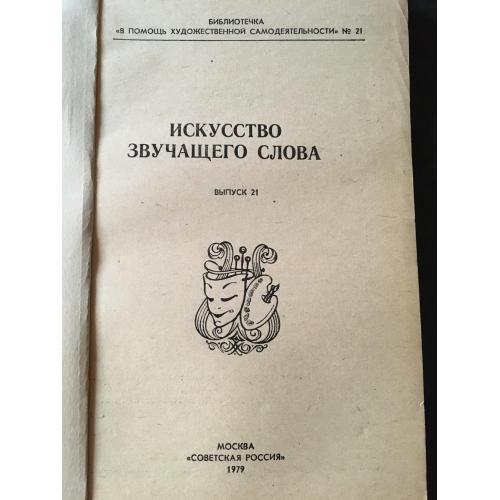 БИБЛИОТЕЧКА
«В ПОМОЩЬ ХУДОЖЕСТВЕННОЙ САМОДЕЯТЕЛЬНОСТИ» № 21
ИСКУССТВО
ЗВУЧАЩЕГО СЛОВА
ВЫПУСК 21
МОСКВА
«СОВЕТСКАЯ РОССИЯ»
1979